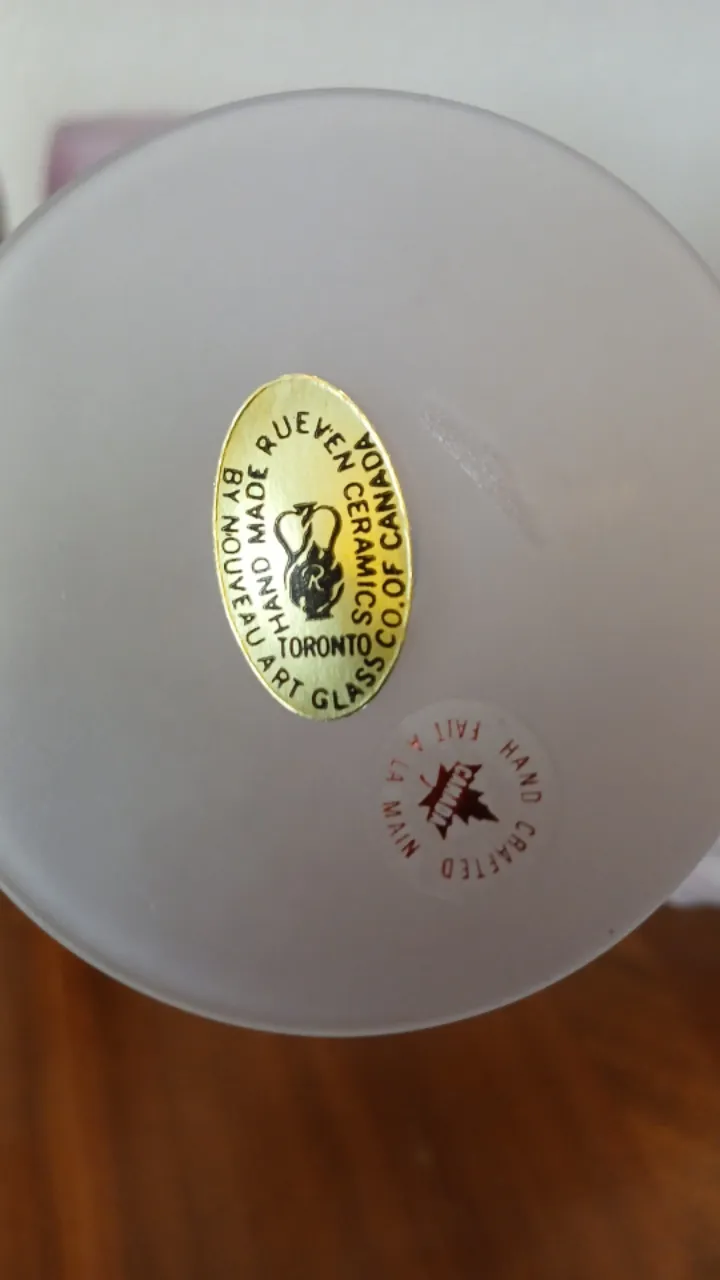 HAND MADE RUEVEN CERAMICS
TORONTO
BY NOUVEAU ART GLASS CO. OF CANADA
R
HAND CRAFTED
FAIT A LA MAIN